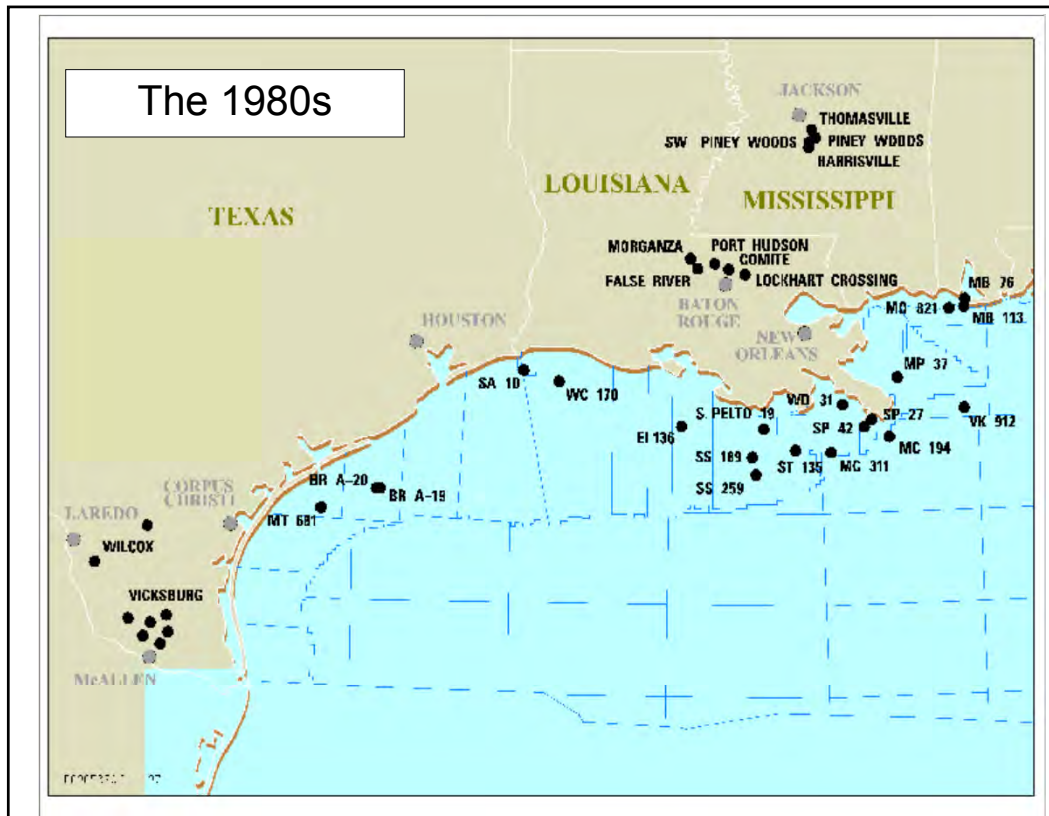 The 1980s
JACKSON
THOMASVILLE
SW PINEY WOODS
PINEY WOODS
HARRISVILLE
LOUISIANA
MISSISSIPPI
TEXAS
MORGANZA
PORT HUDSON
COMITE
FALSE RIVER
LOCKHART CROSSING
BATON
ROUGE
MB 76
MO 821
MB 113
HOUSTON
NEW
ORLEANS
MP 37
SA 10
WC 170
WD 31
S. PELTO 19
SP 27
EI 136
SP 42
VK 912
MC 194
SS 189
ST 135
MC 311
SS 259
BR A-20
BR A-19
CORPUS
CHRISTI
MT 681
LAREDO
WILCOX
VICKSBURG
McALLEN